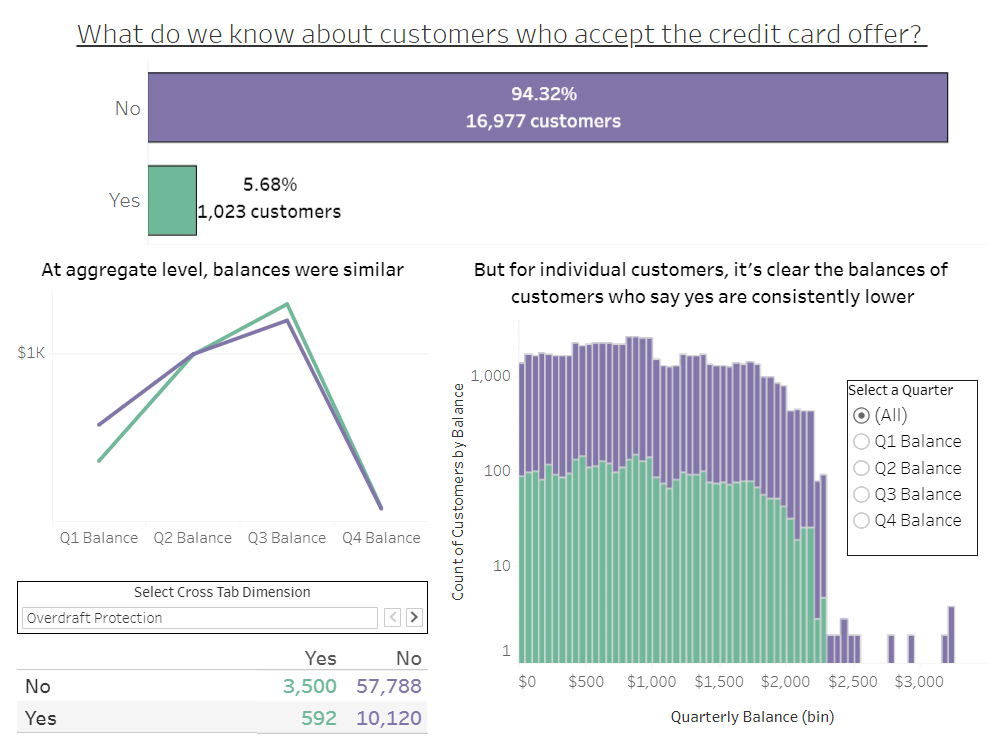 What do we know about customers who accept the credit card offer?
No
94.32%
16,977 customers
Yes
5.68%
1,023 customers
At aggregate level, balances were similar
$1K
Q1 Balance Q2 Balance Q3 Balance Q4 Balance
But for individual customers, it's clear the balances of
customers who say yes are consistently lower
Count of Customers by Balance
1,000
100
10
1
$0 $500 $1,000 $1,500 $2,000 $2,500 $3,000
Quarterly Balance (bin)
Select a Quarter
(All)
Q1 Balance
Q2 Balance
Q3 Balance
Q4 Balance
Select Cross Tab Dimension
Overdraft Protection
Yes No
No 3,500 57,788
Yes 592 10,120